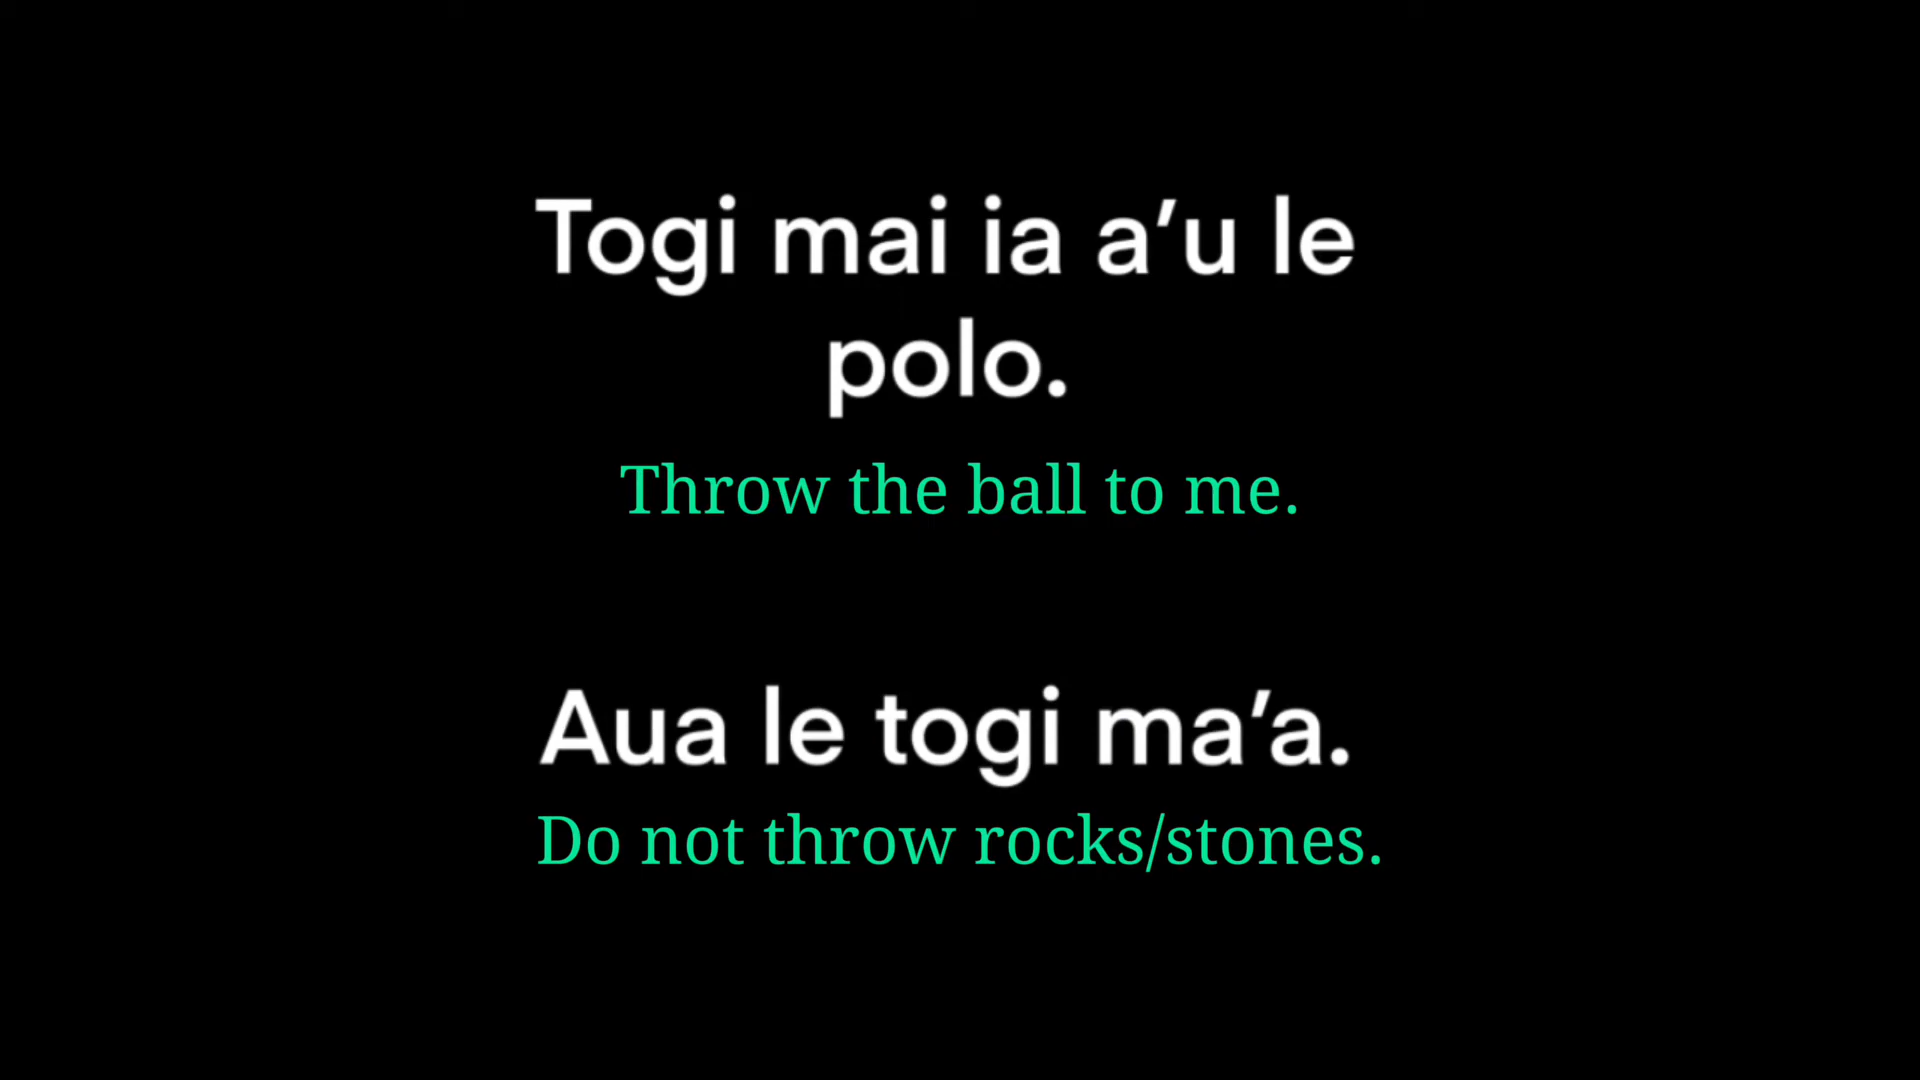 Togi mai ia a’u le
polo.
Throw the ball to me.
Aua le togi ma’a.
Do not throw rocks/stones.